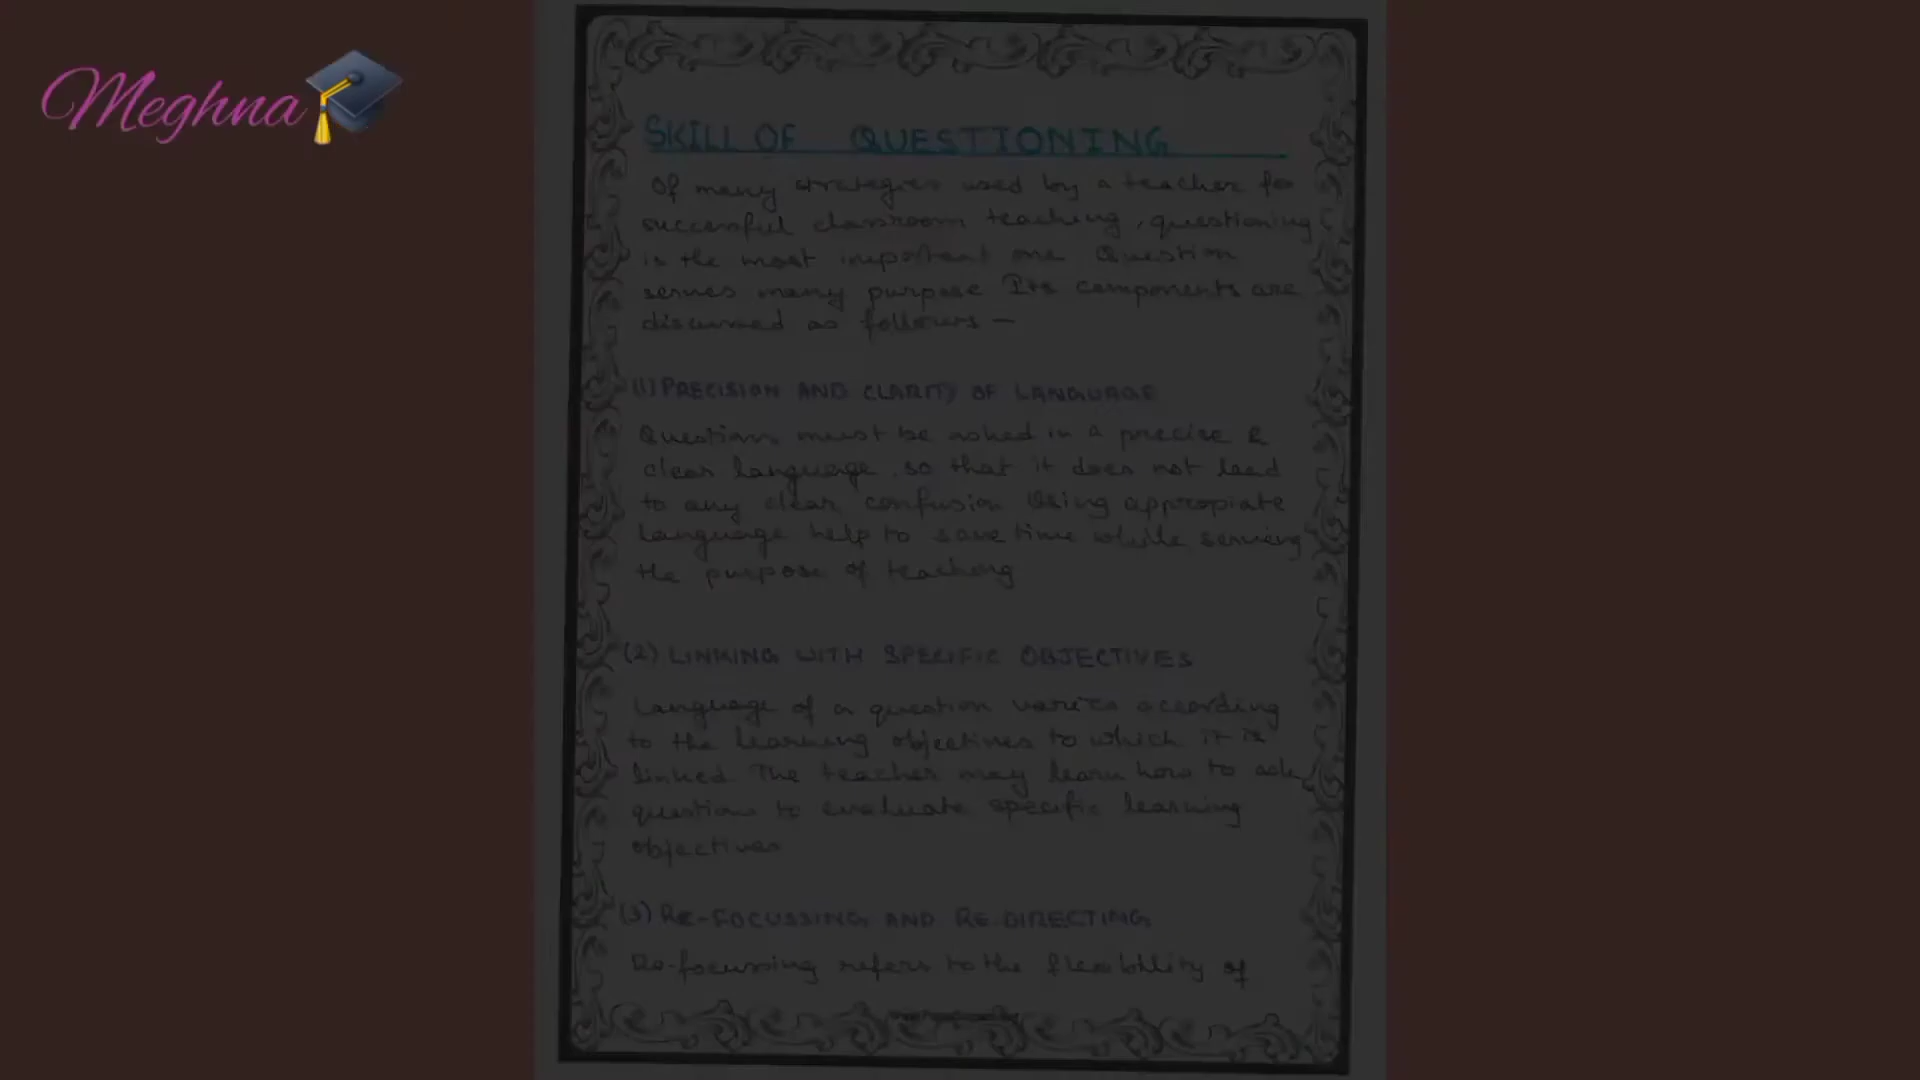 Meghna
SKILL OF QUESTIONING
Of many strategies used by a teacher for
successful classroom teaching, questioning
is the most important one. Question
serves many purpose Its components are
discussed as follows —
(1) PRECISION AND CLARITY OF LANGUAGE
Questions must be asked in a precise &
clear language, so that it does not lead
to any clear confusion. Using appropiate
language help to save time while serving
the purpose of teaching
(2) LINKING WITH SPECIFIC OBJECTIVES
Language of a question varies according
to the learning objectives to which it is
linked. The teacher may learn how to ask
questions to evaluate specific learning
objectives
(3) RE-FOCUSSING AND RE-DIRECTING
Re-focussing refers to the flexibility of